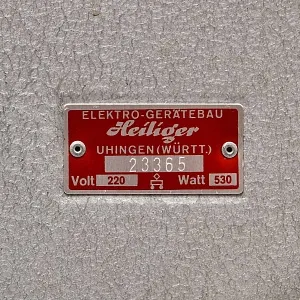 ELEKTRO-GERÄTEBAU
Heiliger
UHINGEN (WÜRTT.)
23365
Volt 220 Watt 530